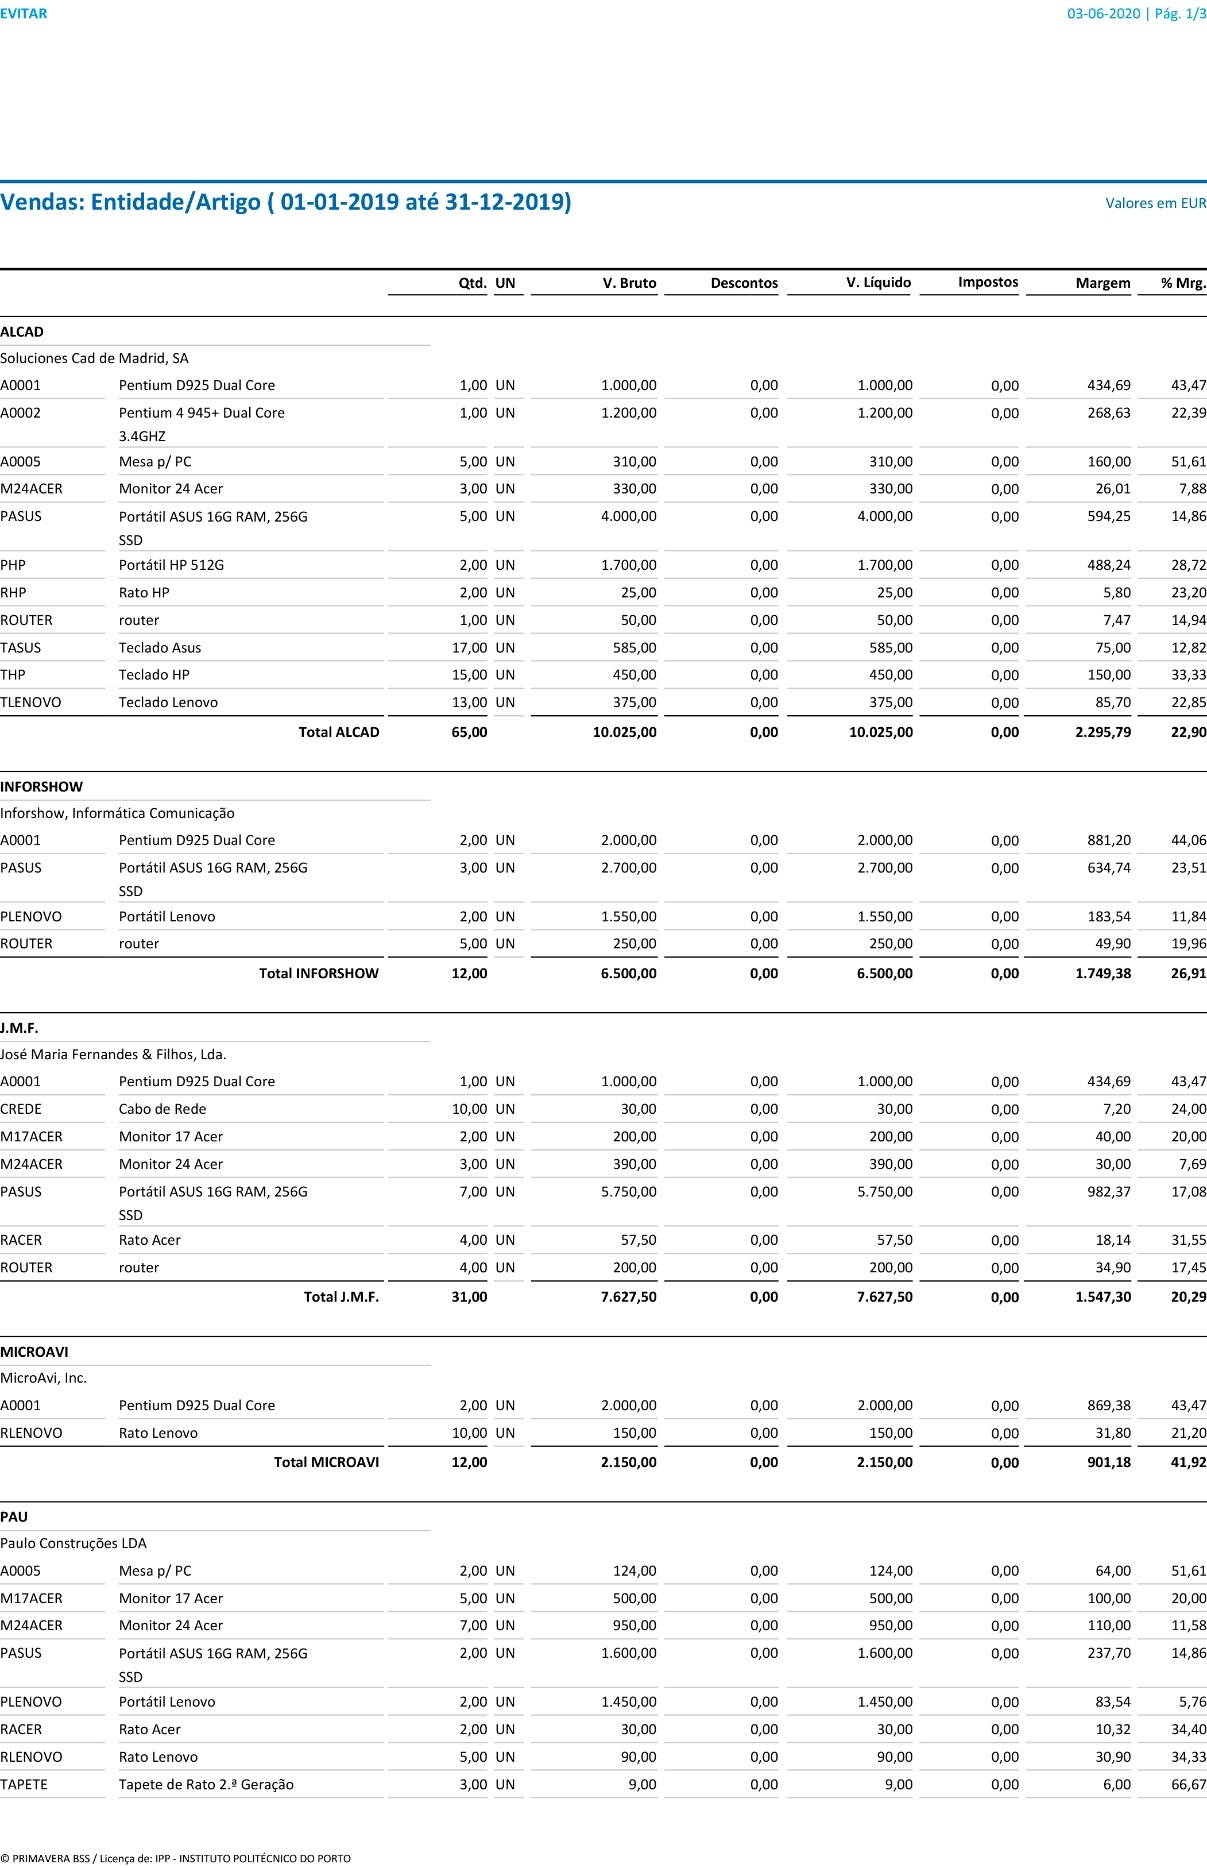 EVITAR 03-06-2020 | Pág. 1/3
Vendas: Entidade/Artigo ( 01-01-2019 até 31-12-2019) Valores em EUR
Qtd. UN V. Bruto Descontos V. Líquido Impostos Margem % Mrg.
ALCAD
Soluciones Cad de Madrid, SA
A0001 Pentium D925 Dual Core 1,00 UN 1.000,00 0,00 1.000,00 0,00 434,69 43,47
A0002 Pentium 4 945+ Dual Core 1,00 UN 1.200,00 0,00 1.200,00 0,00 268,63 22,39
3.4GHZ
A0005 Mesa p/ PC 5,00 UN 310,00 0,00 310,00 0,00 160,00 51,61
M24ACER Monitor 24 Acer 3,00 UN 330,00 0,00 330,00 0,00 26,01 7,88
PASUS Portátil ASUS 16G RAM, 256G 5,00 UN 4.000,00 0,00 4.000,00 0,00 594,25 14,86
SSD
PHP Portátil HP 512G 2,00 UN 1.700,00 0,00 1.700,00 0,00 488,24 28,72
RHP Rato HP 2,00 UN 25,00 0,00 25,00 0,00 5,80 23,20
ROUTER router 1,00 UN 50,00 0,00 50,00 0,00 7,47 14,94
TASUS Teclado Asus 17,00 UN 585,00 0,00 585,00 0,00 75,00 12,82
THP Teclado HP 15,00 UN 450,00 0,00 450,00 0,00 150,00 33,33
TLENOVO Teclado Lenovo 13,00 UN 375,00 0,00 375,00 0,00 85,70 22,85
Total ALCAD 65,00 10.025,00 0,00 10.025,00 0,00 2.295,79 22,90
INFORSHOW
Inforshow, Informática Comunicação
A0001 Pentium D925 Dual Core 2,00 UN 2.000,00 0,00 2.000,00 0,00 881,20 44,06
PASUS Portátil ASUS 16G RAM, 256G 3,00 UN 2.700,00 0,00 2.700,00 0,00 634,74 23,51
SSD
PLENOVO Portátil Lenovo 2,00 UN 1.550,00 0,00 1.550,00 0,00 183,54 11,84
ROUTER router 5,00 UN 250,00 0,00 250,00 0,00 49,90 19,96
Total INFORSHOW 12,00 6.500,00 0,00 6.500,00 0,00 1.749,38 26,91
J.M.F.
José Maria Fernandes & Filhos, Lda.
A0001 Pentium D925 Dual Core 1,00 UN 1.000,00 0,00 1.000,00 0,00 434,69 43,47
CREDE Cabo de Rede 10,00 UN 30,00 0,00 30,00 0,00 7,20 24,00
M17ACER Monitor 17 Acer 2,00 UN 200,00 0,00 200,00 0,00 40,00 20,00
M24ACER Monitor 24 Acer 3,00 UN 390,00 0,00 390,00 0,00 30,00 7,69
PASUS Portátil ASUS 16G RAM, 256G 7,00 UN 5.750,00 0,00 5.750,00 0,00 982,37 17,08
SSD
RACER Rato Acer 4,00 UN 57,50 0,00 57,50 0,00 18,14 31,55
ROUTER router 4,00 UN 200,00 0,00 200,00 0,00 34,90 17,45
Total J.M.F. 31,00 7.627,50 0,00 7.627,50 0,00 1.547,30 20,29
MICROAVI
MicroAvi, Inc.
A0001 Pentium D925 Dual Core 2,00 UN 2.000,00 0,00 2.000,00 0,00 869,38 43,47
RLENOVO Rato Lenovo 10,00 UN 150,00 0,00 150,00 0,00 31,80 21,20
Total MICROAVI 12,00 2.150,00 0,00 2.150,00 0,00 901,18 41,92
PAU
Paulo Construções LDA
A0005 Mesa p/ PC 2,00 UN 124,00 0,00 124,00 0,00 64,00 51,61
M17ACER Monitor 17 Acer 5,00 UN 500,00 0,00 500,00 0,00 100,00 20,00
M24ACER Monitor 24 Acer 7,00 UN 950,00 0,00 950,00 0,00 110,00 11,58
PASUS Portátil ASUS 16G RAM, 256G 2,00 UN 1.600,00 0,00 1.600,00 0,00 237,70 14,86
SSD
PLENOVO Portátil Lenovo 2,00 UN 1.450,00 0,00 1.450,00 0,00 83,54 5,76
RACER Rato Acer 2,00 UN 30,00 0,00 30,00 0,00 10,32 34,40
RLENOVO Rato Lenovo 5,00 UN 90,00 0,00 90,00 0,00 30,90 34,33
TAPETE Tapete de Rato 2.ª Geração 3,00 UN 9,00 0,00 9,00 0,00 6,00 66,67
© PRIMAVERA BSS / Licença de: IPP - INSTITUTO POLITÉCNICO DO PORTO